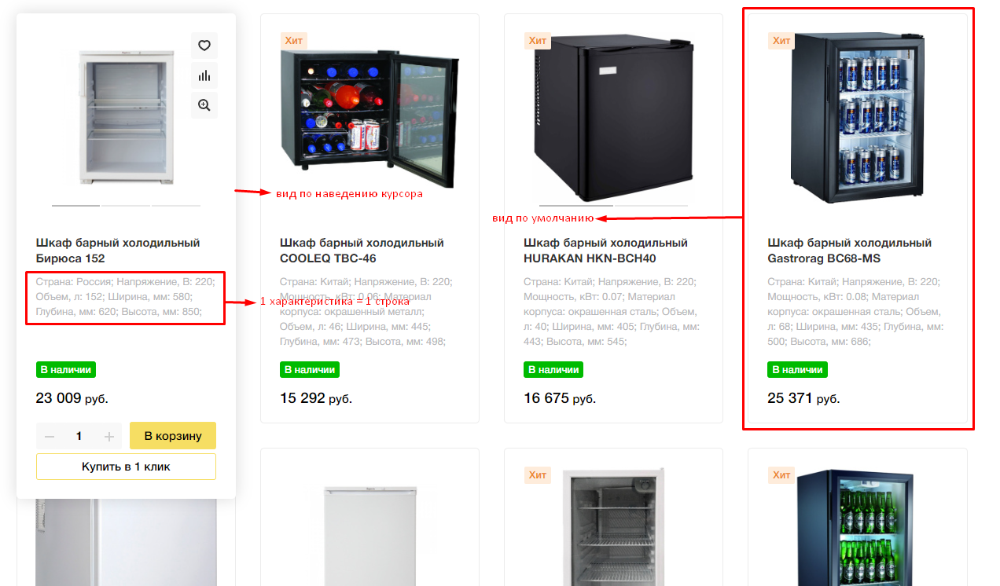 Хит
Хит
Хит
вид по наведению курсора
вид по умолчанию
Шкаф барный холодильный
Бирюса 152
Страна: Россия; Напряжение, В: 220;
Объем, л: 152; Ширина, мм: 580;
Глубина, мм: 620; Высота, мм: 850;
1 характеристика = 1 строка
В наличии
23 009 руб.
1
В корзину
Купить в 1 клик
Шкаф барный холодильный
COOLEQ TBC-46
Страна: Китай; Напряжение, В: 220;
Мощность, кВт: 0.06; Материал
корпуса: окрашенный металл;
Объем, л: 46; Ширина, мм: 445;
Глубина, мм: 473; Высота, мм: 498;
В наличии
15 292 руб.
Шкаф барный холодильный
HURAKAN HKN-BCH40
Страна: Китай; Напряжение, В: 220;
Мощность, кВт: 0.07; Материал
корпуса: окрашенная сталь; Объем,
л: 40; Ширина, мм: 405; Глубина, мм:
443; Высота, мм: 545;
В наличии
16 675 руб.
Шкаф барный холодильный
Gastrorag BC68-MS
Страна: Китай; Напряжение, В: 220;
Мощность, кВт: 0.08; Материал
корпуса: окрашенная сталь; Объем,
л: 68; Ширина, мм: 435; Глубина, мм:
500; Высота, мм: 686;
В наличии
25 371 руб.
Хит
Хит